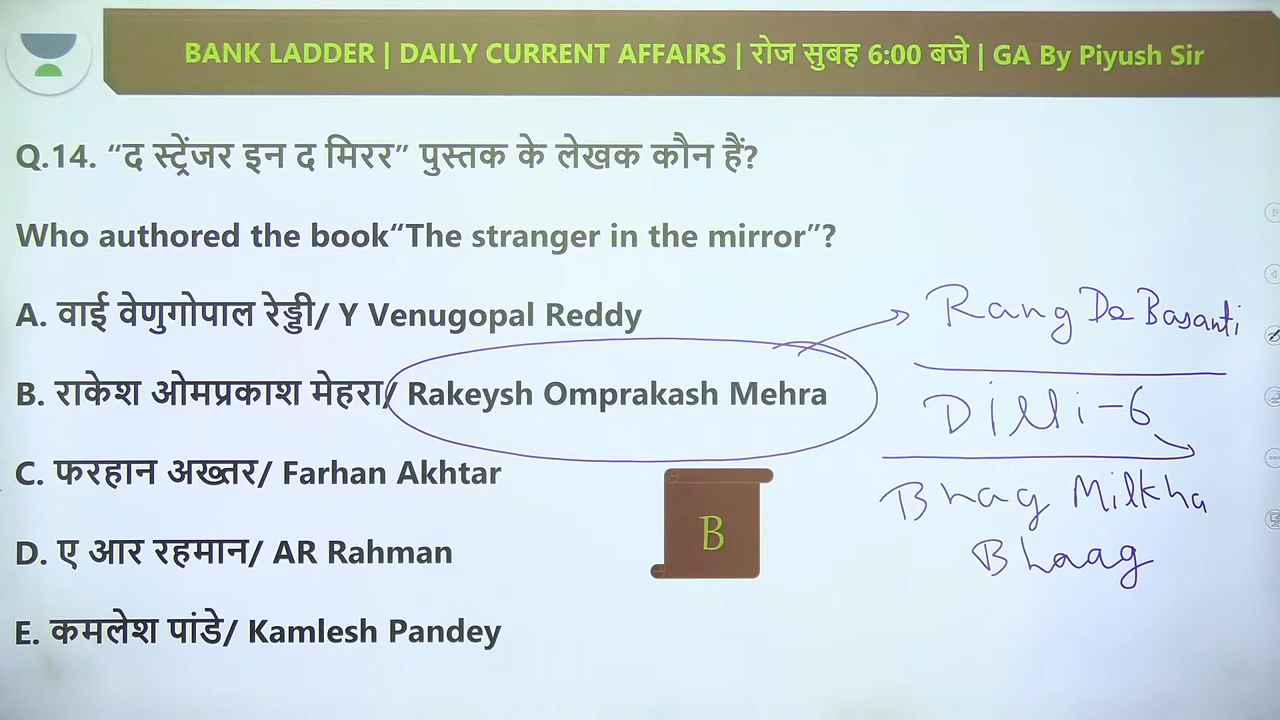 BANK LADDER | DAILY CURRENT AFFAIRS | रोज सुबह 6:00 बजे | GA By Piyush Sir
Q.14. “द स्ट्रेंजर इन द मिरर” पुस्तक के लेखक कौन हैं?
Who authored the book“The stranger in the mirror”?
A. वाई वेणुगोपाल रेड्डी/ Y Venugopal Reddy
B. राकेश ओमप्रकाश मेहरा/ Rakeysh Omprakash Mehra
C. फरहान अख्तर/ Farhan Akhtar
D. ए आर रहमान/ AR Rahman
E. कमलेश पांडे/ Kamlesh Pandey
B
Rang De Basanti
Dilli-6
Bhag Milkha
Bhaag